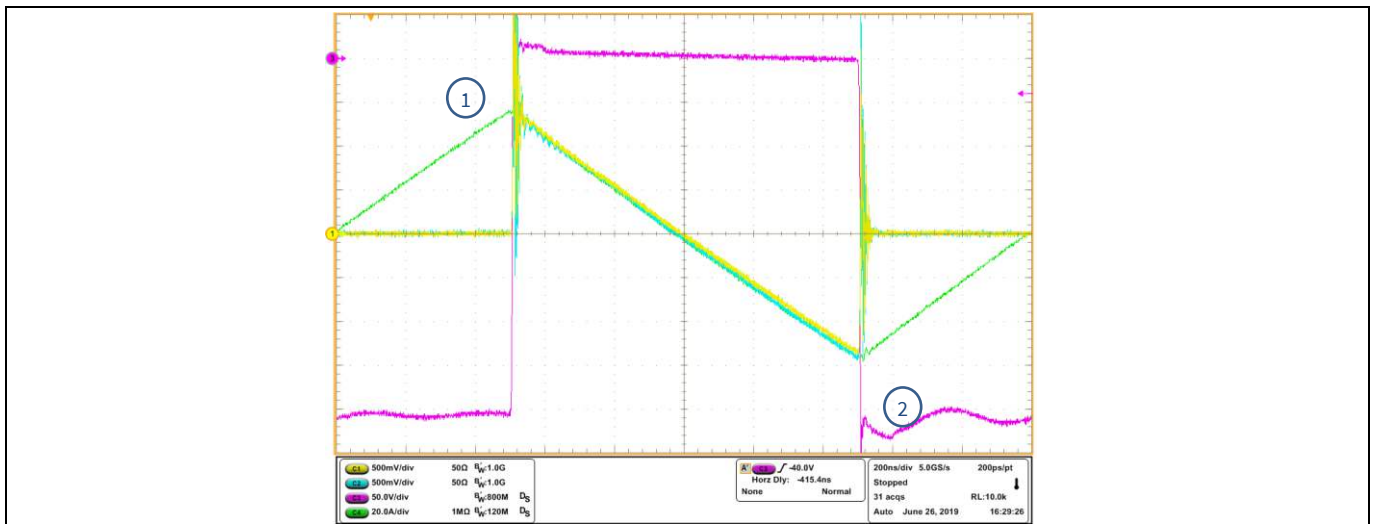 3
1
1
2
C1 500mV/div 50Ω BW:1.0G
C2 500mV/div 50Ω BW:1.0G
C3 50.0V/div BW:800M DS
C4 20.0A/div 1MΩ BW:120M DS
A' C3 -40.0V
Horz Dly: -415.4ns
None Normal
200ns/div 5.0GS/s 200ps/pt
Stopped
31 acqs RL:10.0k
Auto June 26, 2019 16:29:26